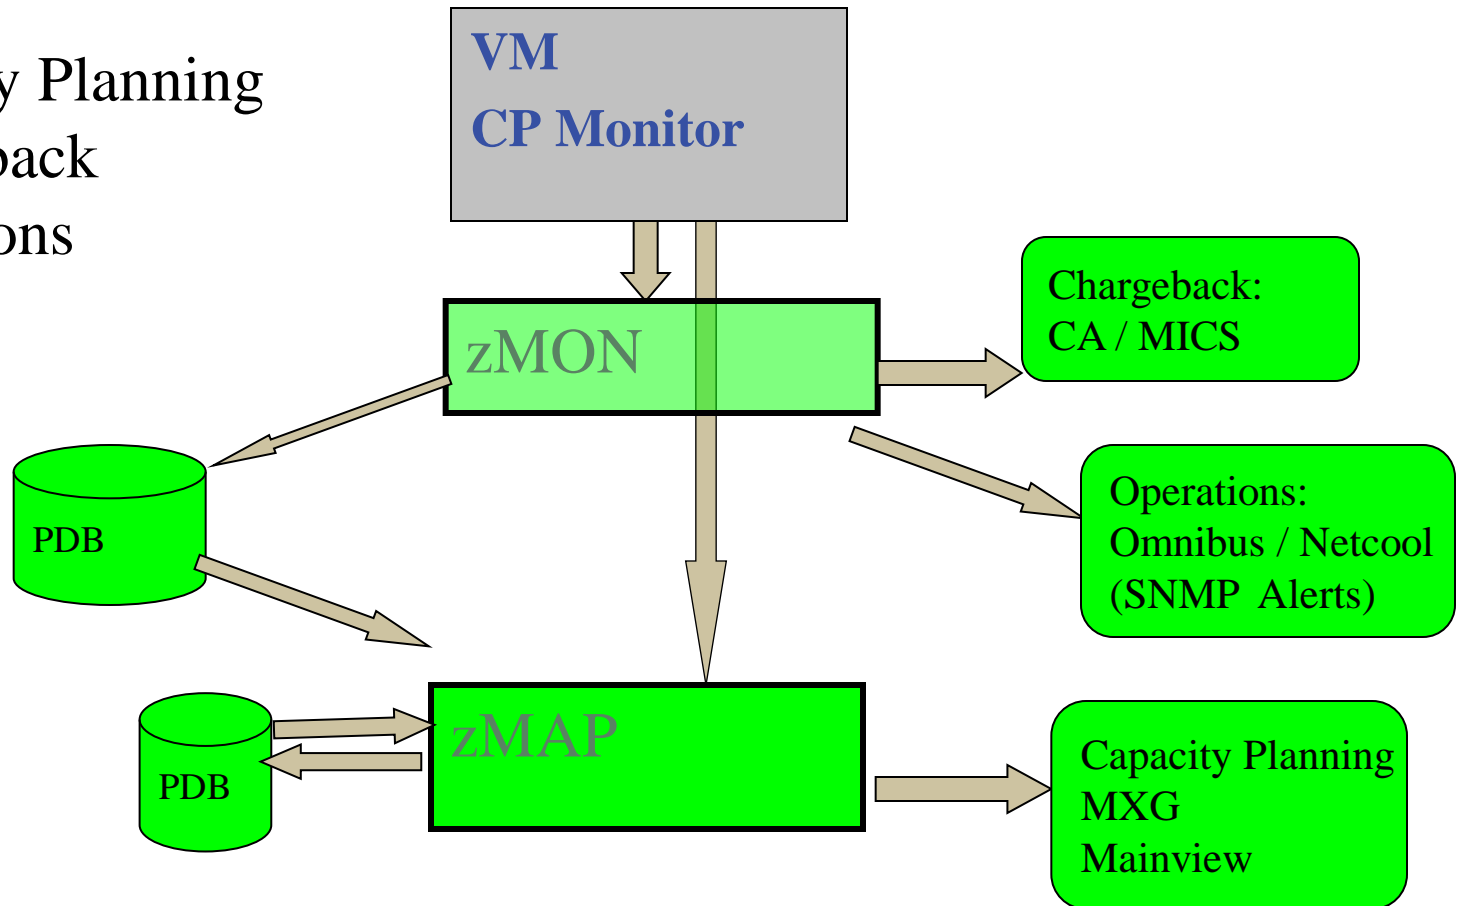 y Planning
back
ons
VM
CP Monitor
zMON
Chargeback:
CA / MICS
Operations:
Omnibus / Netcool
(SNMP Alerts)
PDB
zMAP
PDB
Capacity Planning
MXG
Mainview